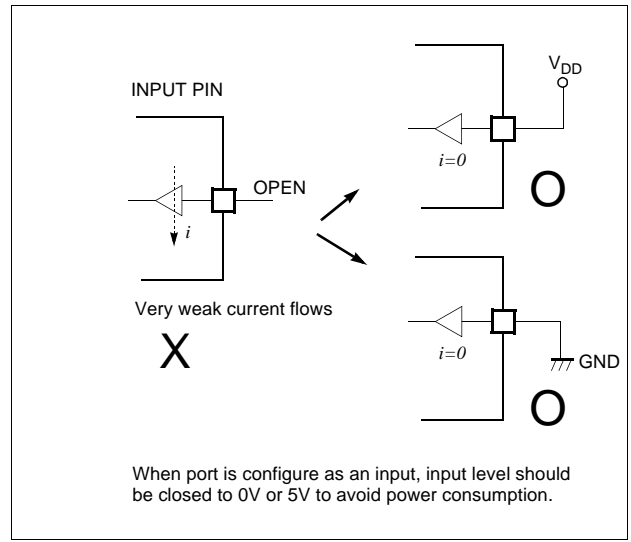 INPUT PIN
OPEN
i
Very weak current flows
X
VDD
i=0
O
i=0
GND
O
When port is configure as an input, input level should
be closed to 0V or 5V to avoid power consumption.